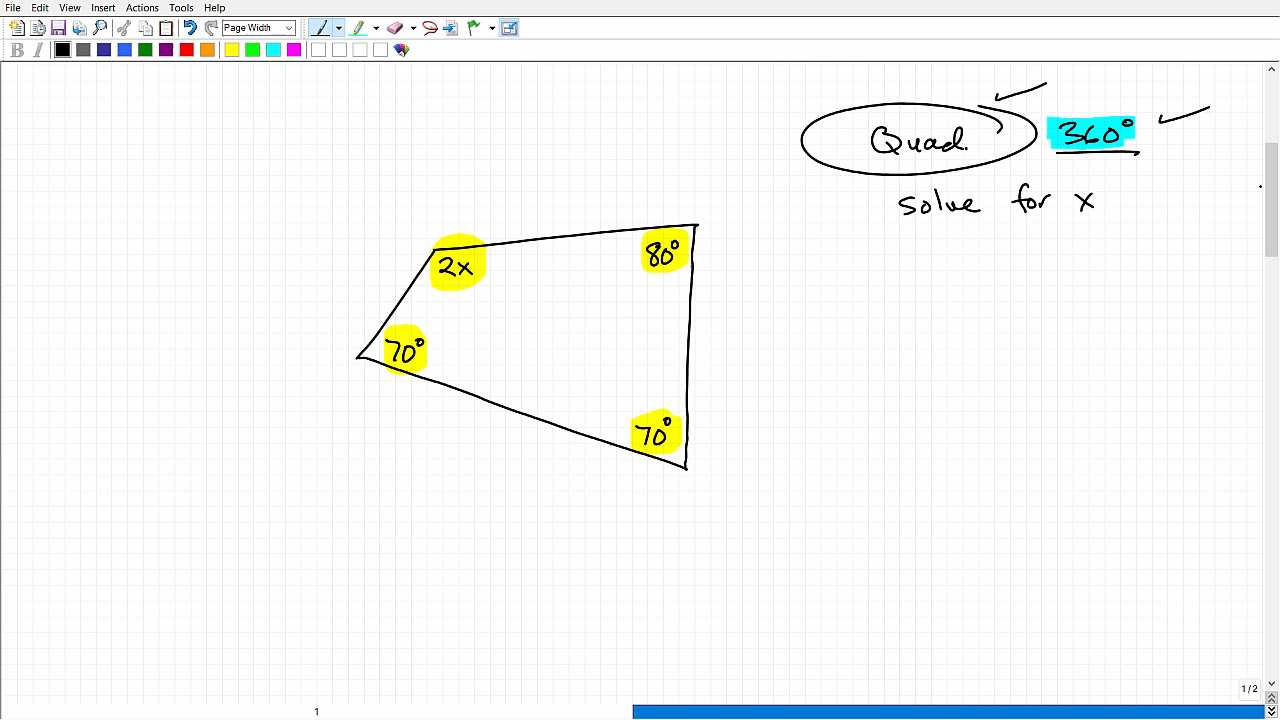 File Edit View Insert Actions Tools Help
Page Width
B I
Quad. 360°
solve for x
2x 80°
70°
70°
1/2
1